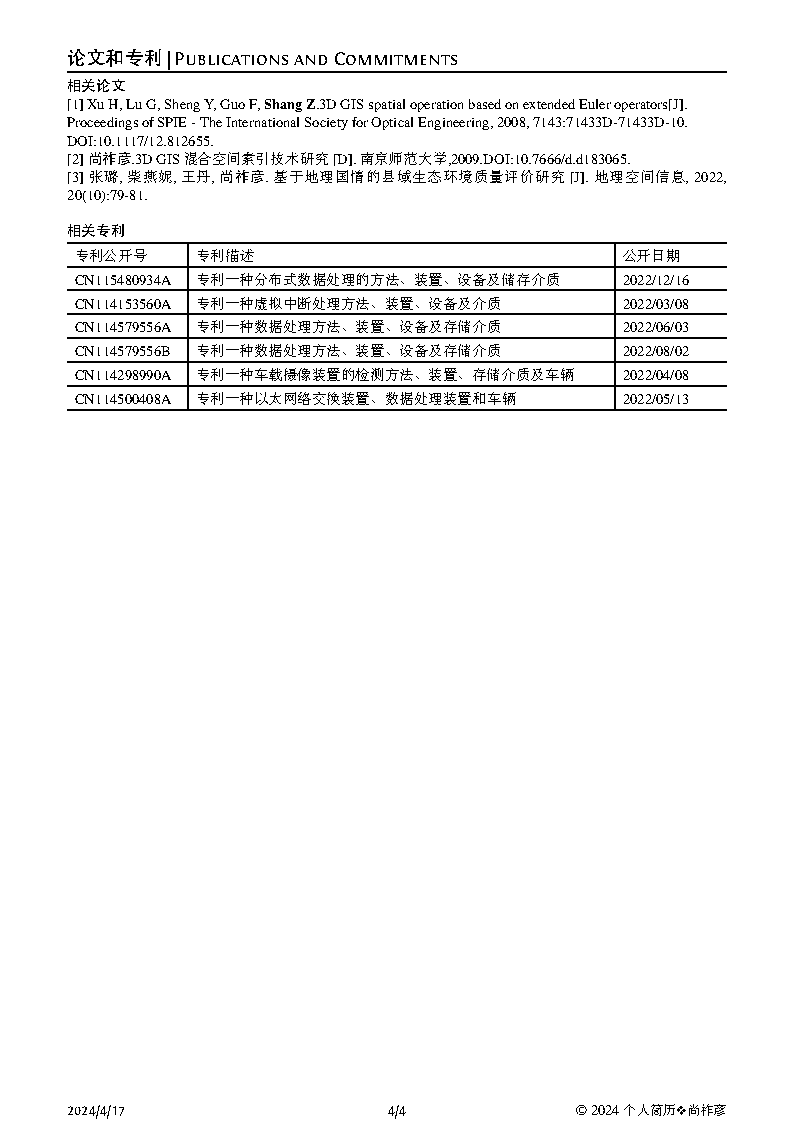 论文和专利 | PUBLICATIONS AND COMMITMENTS
相关论文
[1] Xu H, Lu G, Sheng Y, Guo F, Shang Z.3D GIS spatial operation based on extended Euler operators[J].
Proceedings of SPIE - The International Society for Optical Engineering, 2008, 7143:71433D-71433D-10.
DOI:10.1117/12.812655.
[2] 尚祚彦.3D GIS 混合空间索引技术研究 [D]. 南京师范大学,2009.DOI:10.7666/d.d183065.
[3] 张璐, 柴燕妮, 王丹, 尚祚彦. 基于地理国情的县域生态环境质量评价研究 [J]. 地理空间信息, 2022,
20(10):79-81.
相关专利
专利公开号 专利描述 公开日期
CN115480934A 专利一种分布式数据处理的方法、装置、设备及储存介质 2022/12/16
CN114153560A 专利一种虚拟中断处理方法、装置、设备及介质 2022/03/08
CN114579556A 专利一种数据处理方法、装置、设备及存储介质 2022/06/03
CN114579556B 专利一种数据处理方法、装置、设备及存储介质 2022/08/02
CN114298990A 专利一种车载摄像装置的检测方法、装置、存储介质及车辆 2022/04/08
CN114500408A 专利一种以太网络交换装置、数据处理装置和车辆 2022/05/13
2024/4/17 4/4 © 2024 个人简历❖尚祚彦